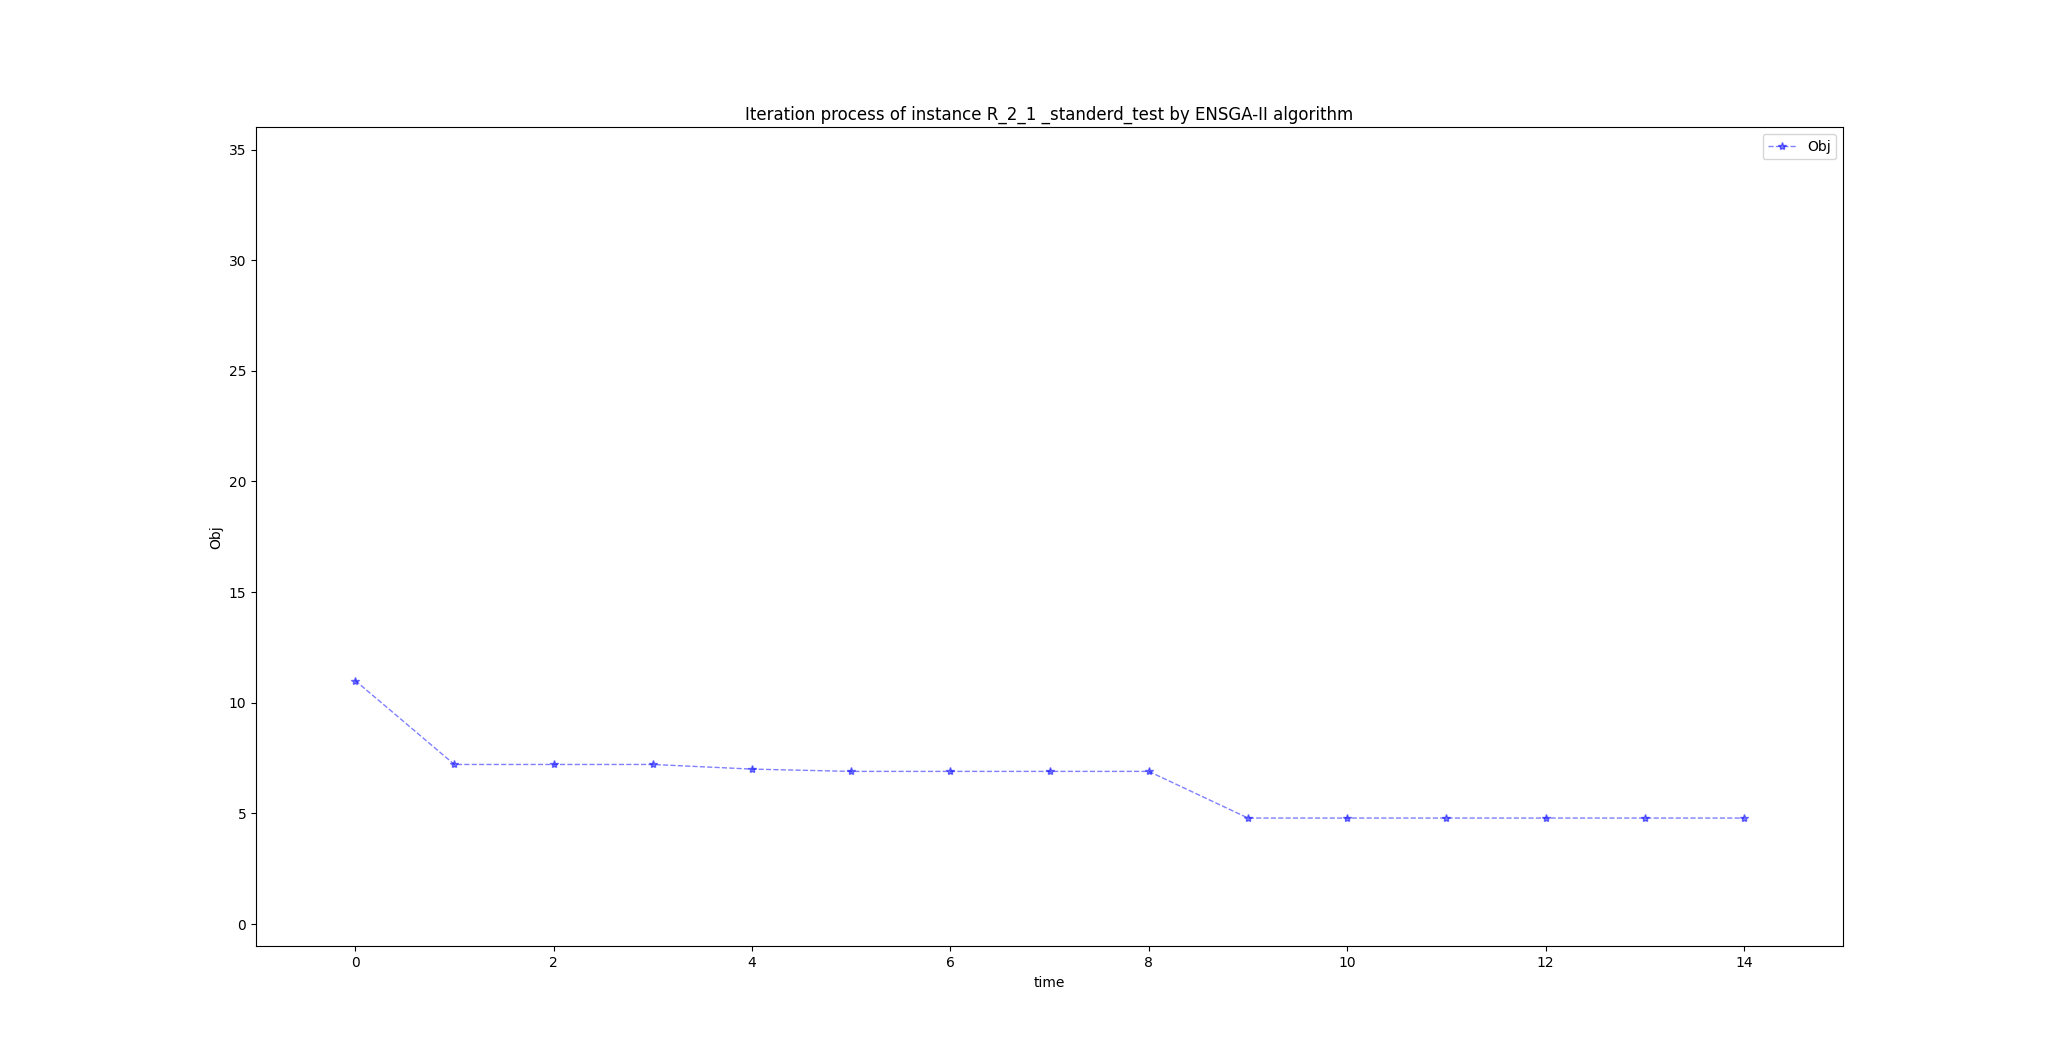 Iteration process of instance R_2_1 _standerd_test by ENSGA-II algorithm
Obj
35
30
25
20
15
10
5
0
Obj
0 2 4 6 8 10 12 14
time